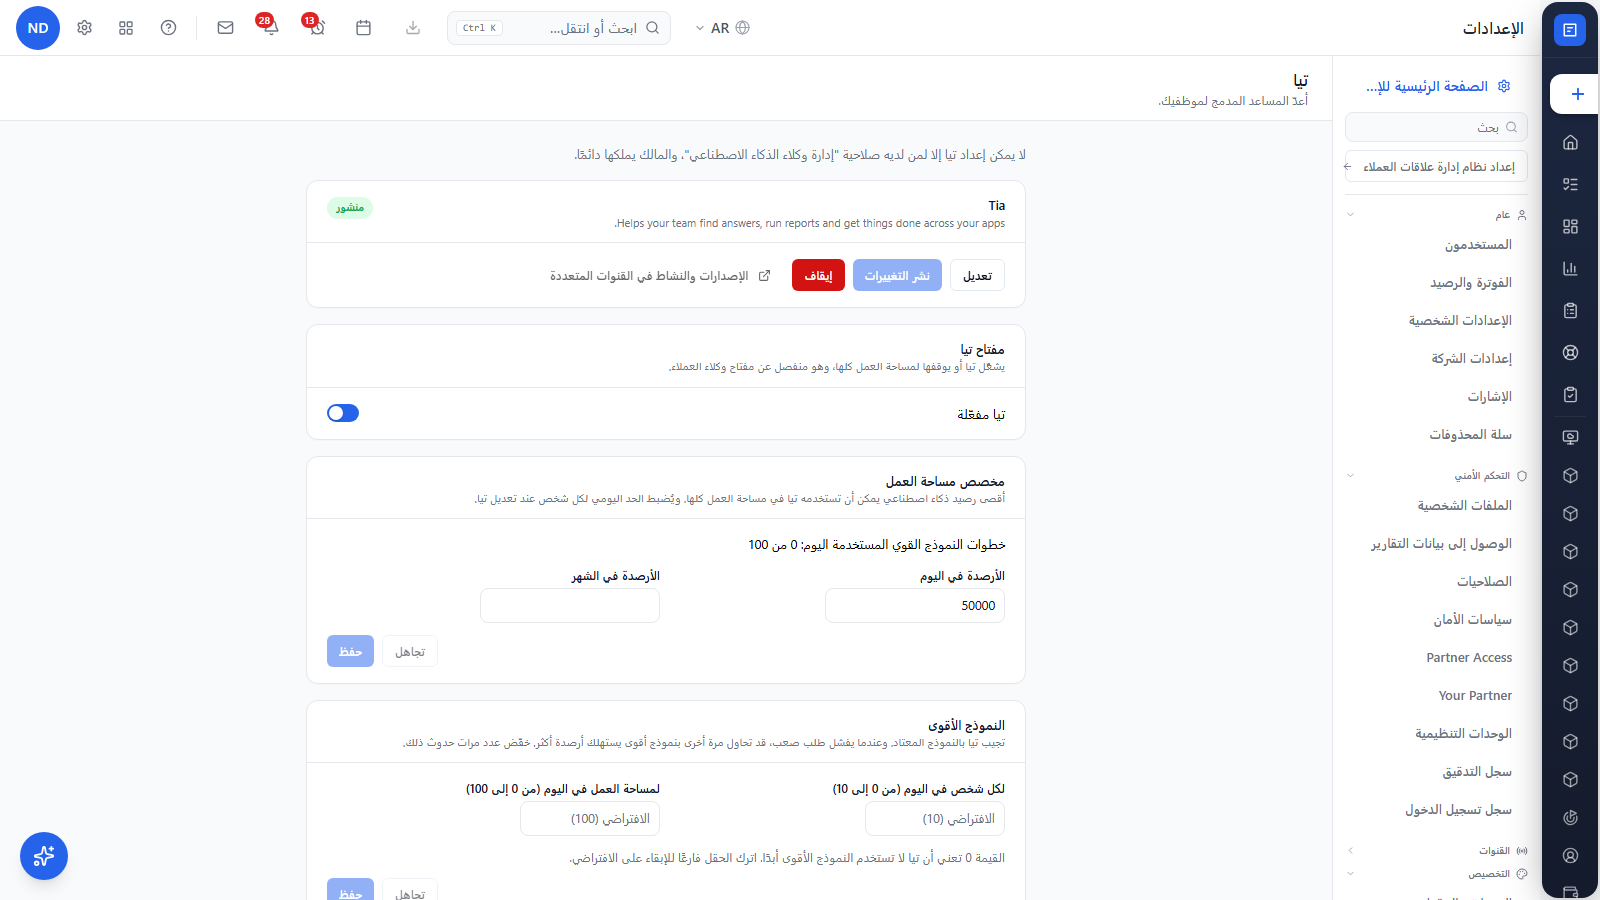 الإعدادات
AR
ابحث أو انتقل...
Ctrl K
13
28
ND
الصفحة الرئيسية للإ...
بحث
إعداد نظام إدارة علاقات العملاء
عام
المستخدمون
الفوترة والرصيد
الإعدادات الشخصية
إعدادات الشركة
الإشارات
سلة المحذوفات
التحكم الأمني
الملفات الشخصية
الوصول إلى بيانات التقارير
الصلاحيات
سياسات الأمان
Partner Access
Your Partner
الوحدات التنظيمية
سجل التدقيق
سجل تسجيل الدخول
القنوات
التخصيص
تيا
أعدّ المساعد المدمج لموظفيك.
لا يمكن إعداد تيا إلا لمن لديه صلاحية "إدارة وكلاء الذكاء الاصطناعي"، والمالك يملكها دائمًا.
Tia
منشور
Helps your team find answers, run reports and get things done across your apps.
تعديل
نشر التغييرات
إيقاف
الإصدارات والنشاط في القنوات المتعددة
مفتاح تيا
يشغّل تيا أو يوقفها لمساحة العمل كلها، وهو منفصل عن مفتاح وكلاء العملاء.
تيا مفعّلة
مخصص مساحة العمل
أقصى رصيد ذكاء اصطناعي يمكن أن تستخدمه تيا في مساحة العمل كلها. ويُضبط الحد اليومي لكل شخص عند تعديل تيا.
خطوات النموذج القوي المستخدمة اليوم: 0 من 100
الأرصدة في اليوم
الأرصدة في الشهر
50000
تجاهل
حفظ
النموذج الأقوى
تجيب تيا بالنموذج المعتاد. وعندما يفشل طلب صعب، قد تحاول مرة أخرى بنموذج أقوى يستهلك أرصدة أكثر. خفّض عدد مرات حدوث ذلك.
لكل شخص في اليوم (من 0 إلى 10)
لمساحة العمل في اليوم (من 0 إلى 100)
الافتراضي (10)
الافتراضي (100)
القيمة 0 تعني أن تيا لا تستخدم النموذج الأقوى أبدًا. اترك الحقل فارغًا للإبقاء على الافتراضي.
تجاهل
حفظ